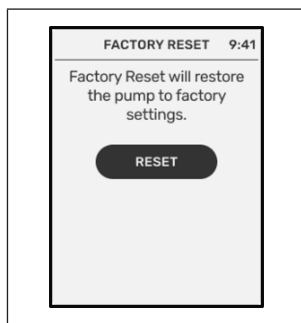 FACTORY RESET 9:41
Factory Reset will restore
the pump to factory
settings.
RESET